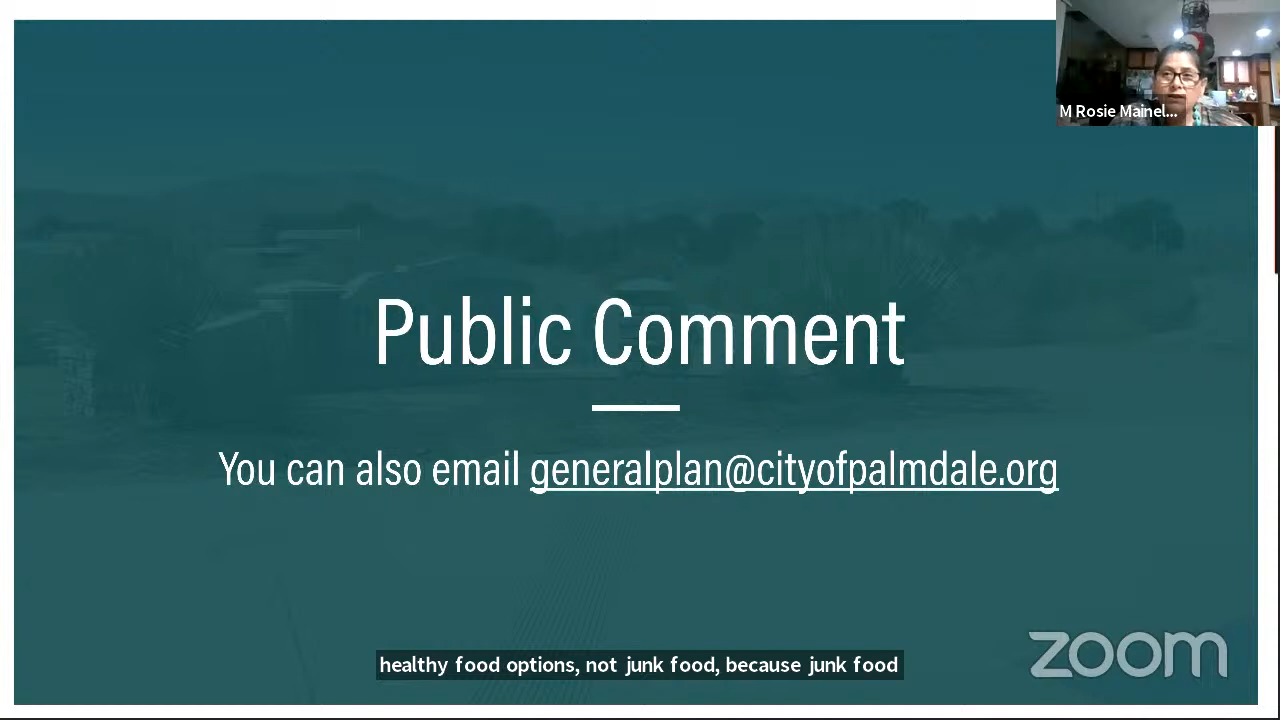 M Rosie Mainel...
Public Comment
You can also email generalplan@cityofpalmdale.org
healthy food options, not junk food, because junk food
zoom